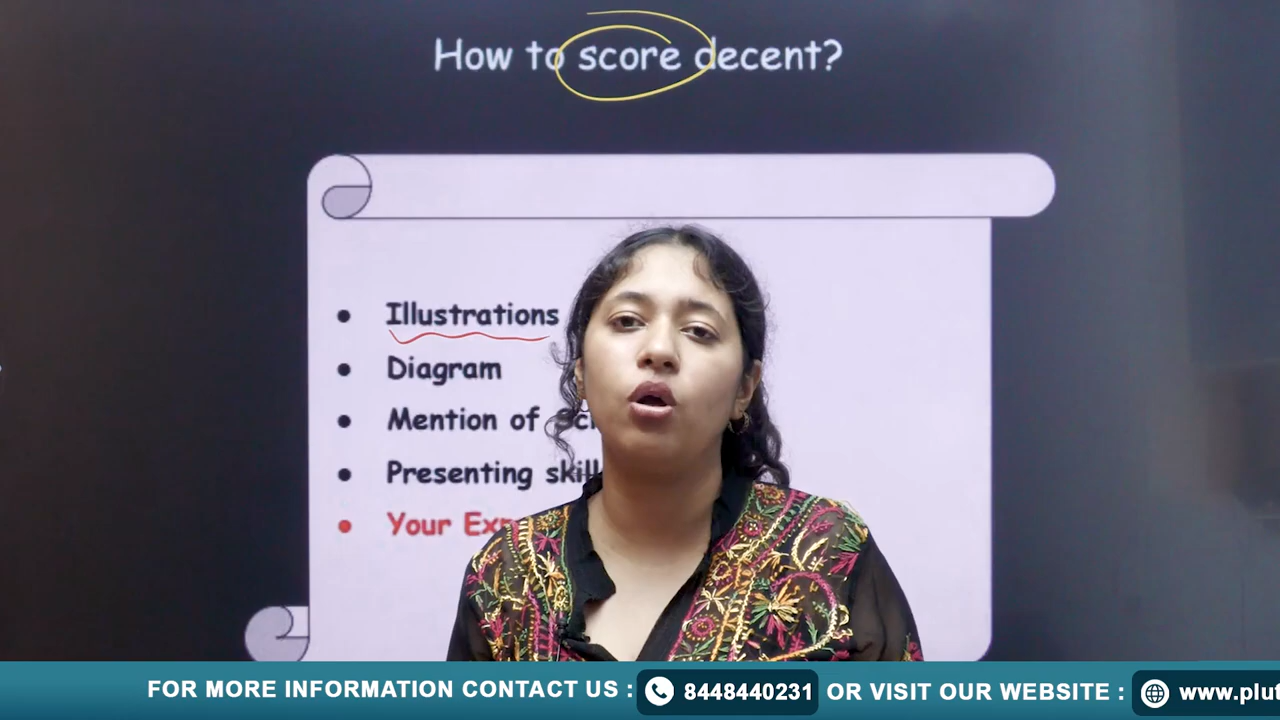 How to score decent?
Illustrations
Diagram
Mention of
Presenting
Your
FOR MORE INFORMATION CONTACT US : 8448440231 OR VISIT OUR WEBSITE :